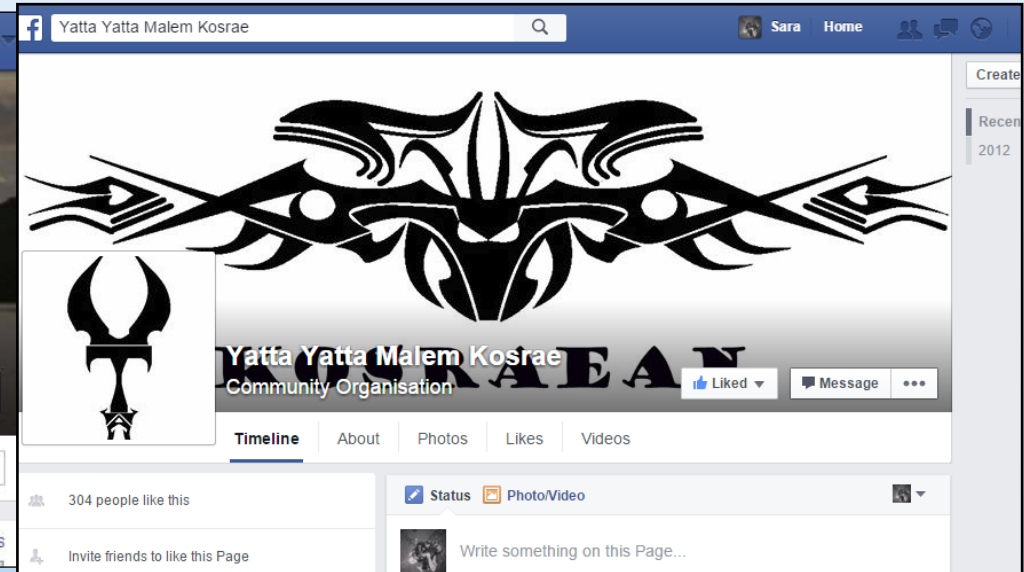 f
Yatta Yatta Malem Kosrae
Sara
Home
Create
Recen
2012
KOSRAEAN
Yatta Yatta Malem Kosrae
Community Organisation
Liked
Message
Timeline
About
Photos
Likes
Videos
304 people like this
Invite friends to like this Page
Status
Photo/Video
Write something on this Page...
s